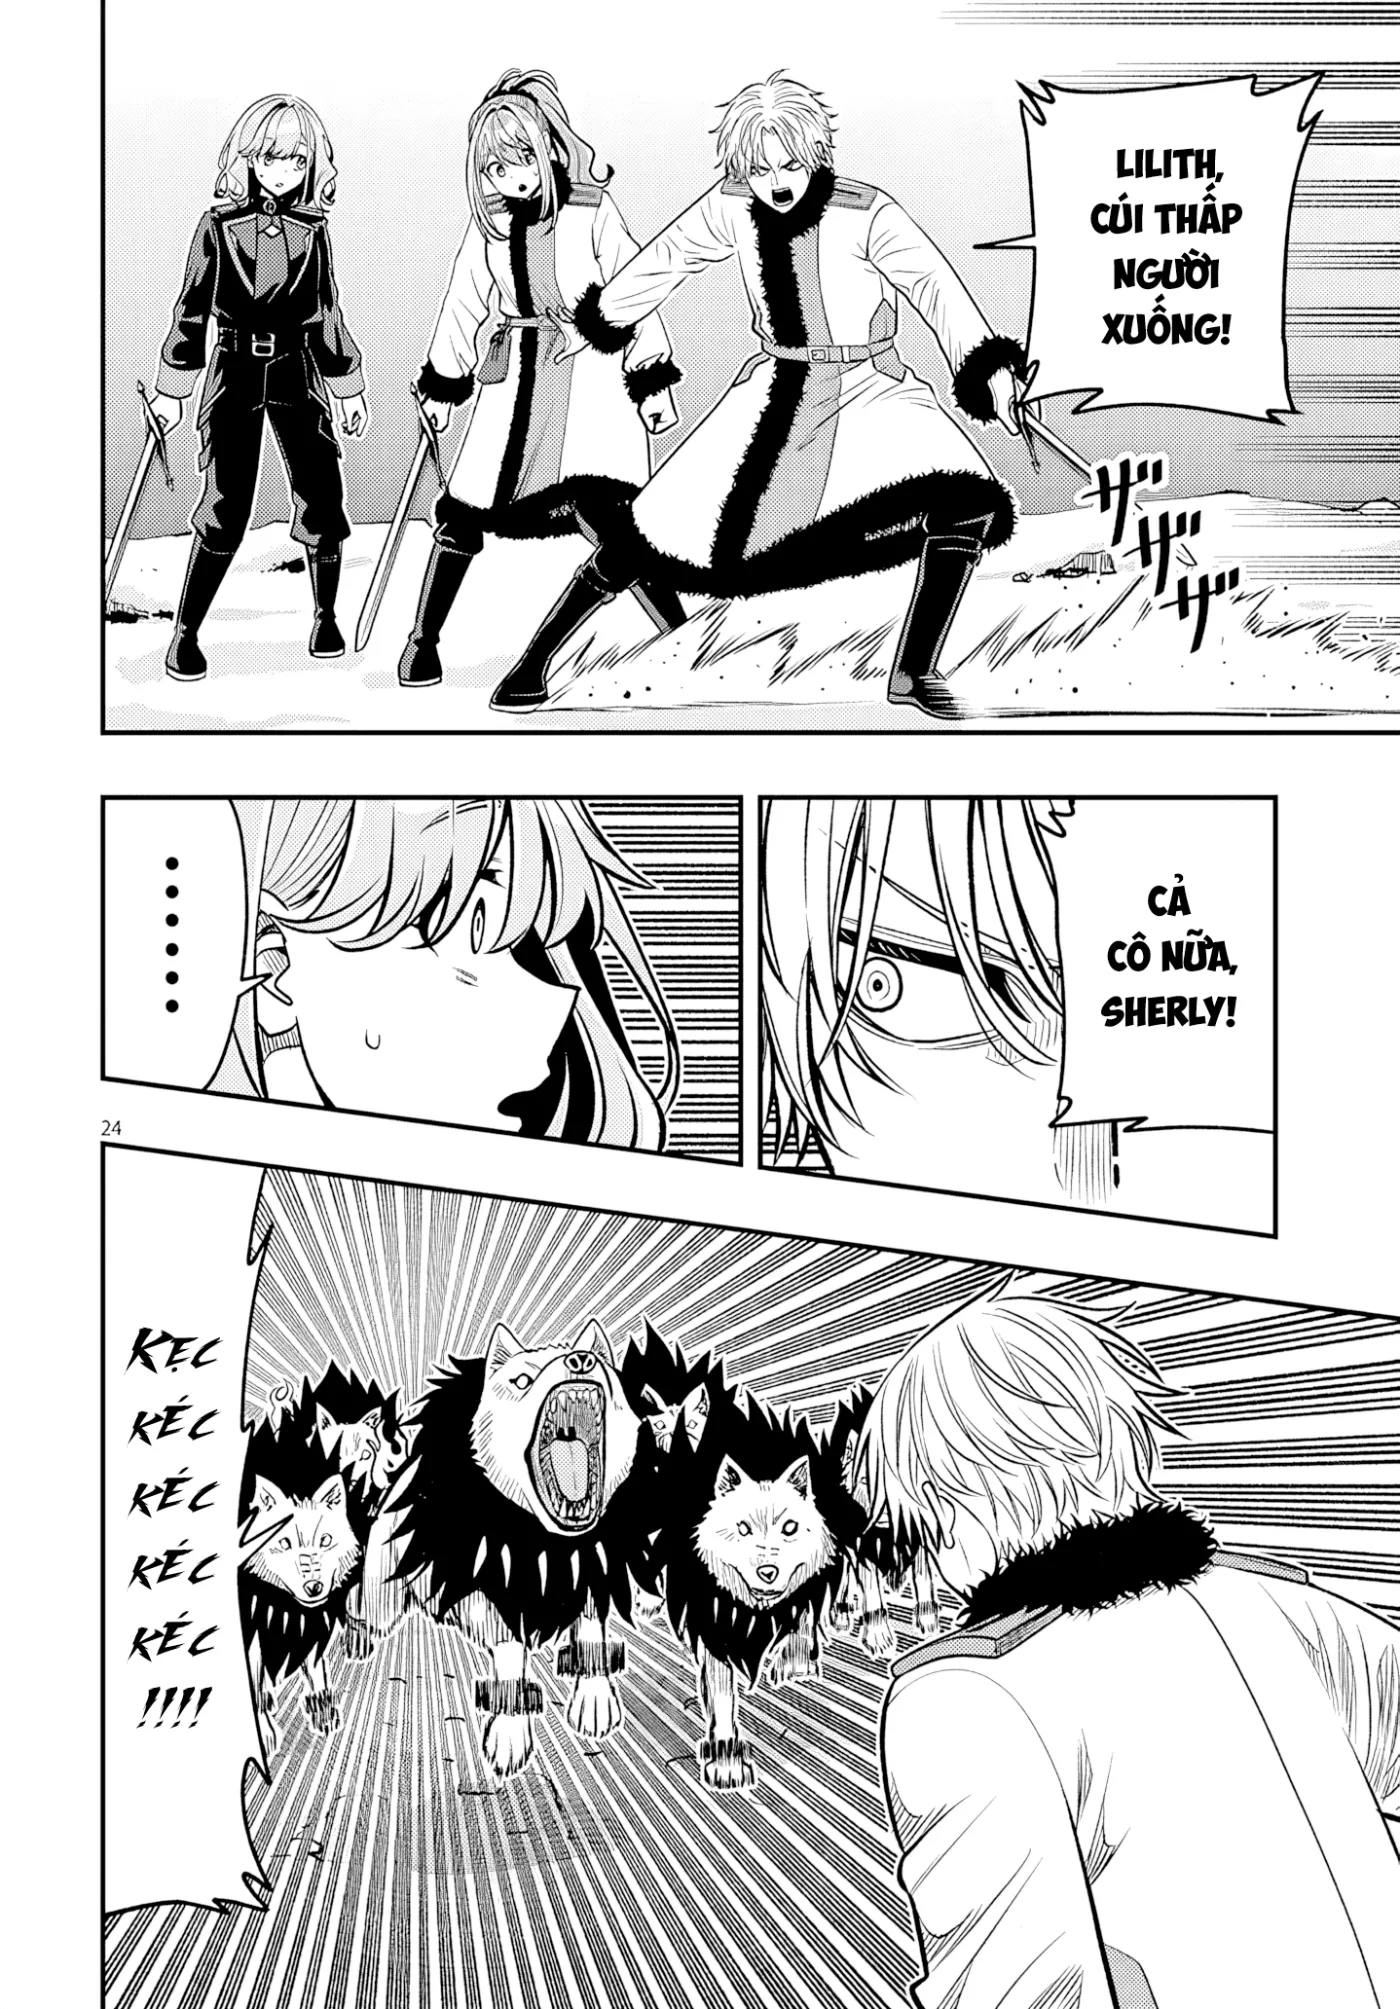 LILITH,
CÚI THẤP
NGƯỜI
XUỐNG!
ザザザ
CẢ
CÔ NỮA,
SHERLY!
......
24
KẸC
KÉC
KÉC
KÉC
KÉC
!!!!